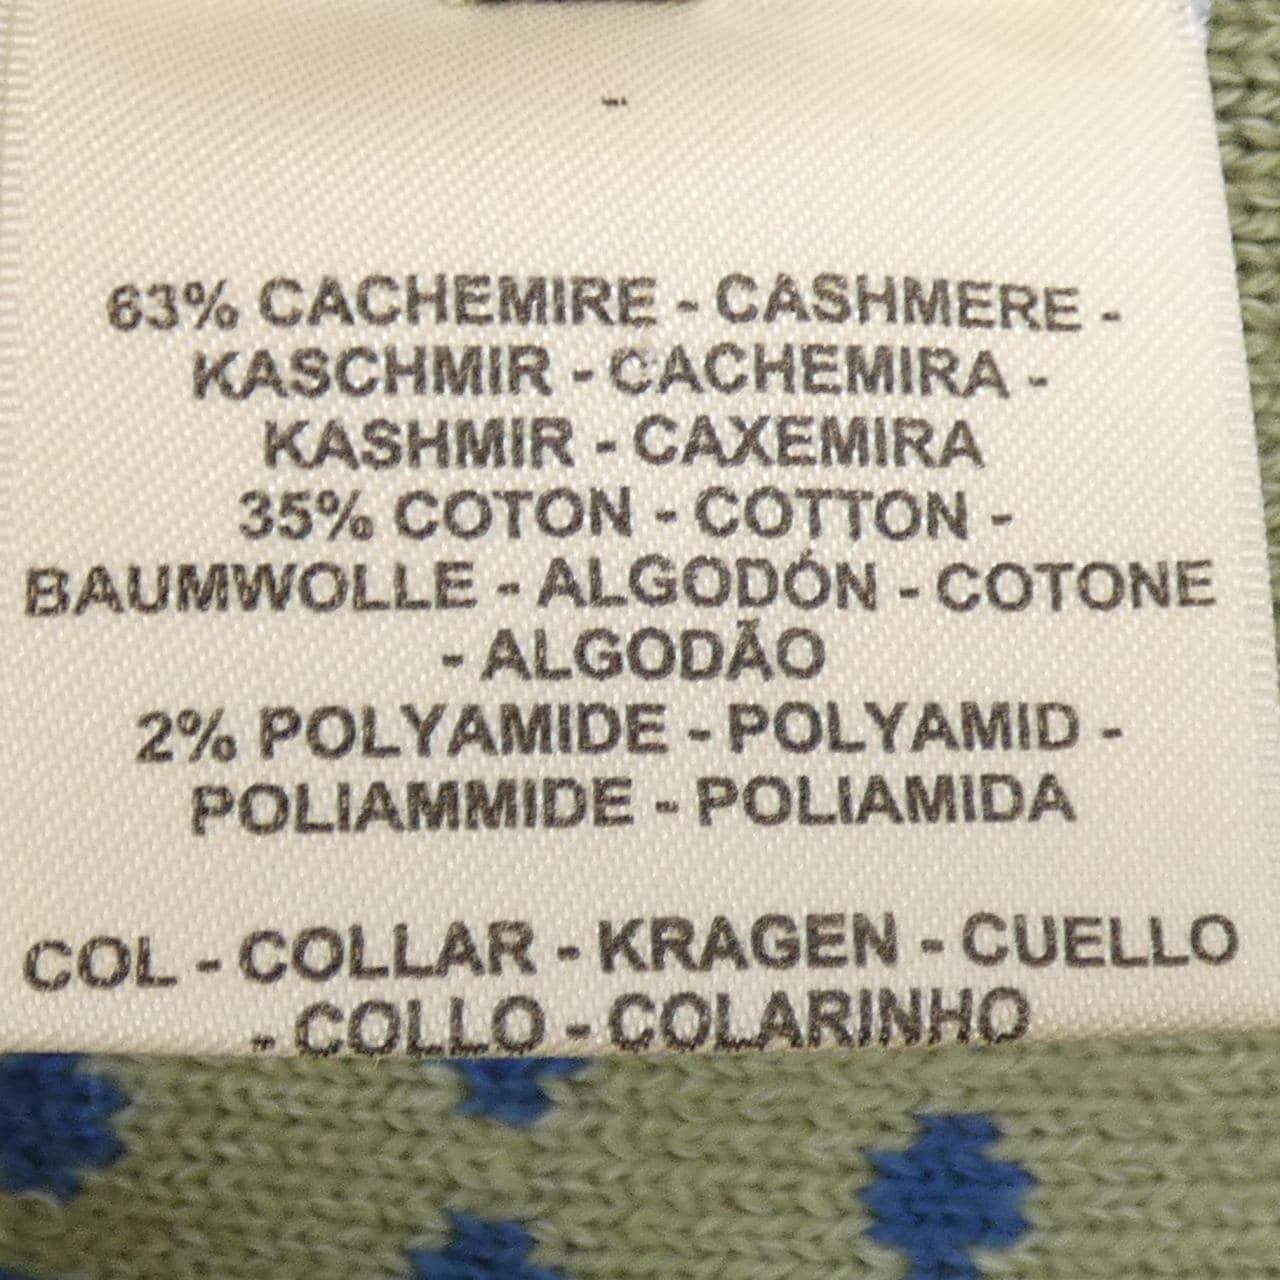 63% CACHEMIRE - CASHMERE -
KASCHMIR - CACHEMIRA -
KASHMIR - CAXEMIRA
35% COTON - COTTON -
BAUMWOLLE - ALGODÓN - COTONE
- ALGODÃO
2% POLYAMIDE - POLYAMID -
POLIAMMIDE - POLIAMIDA
COL - COLLAR - KRAGEN - CUELLO
- COLLO - COLARINHO